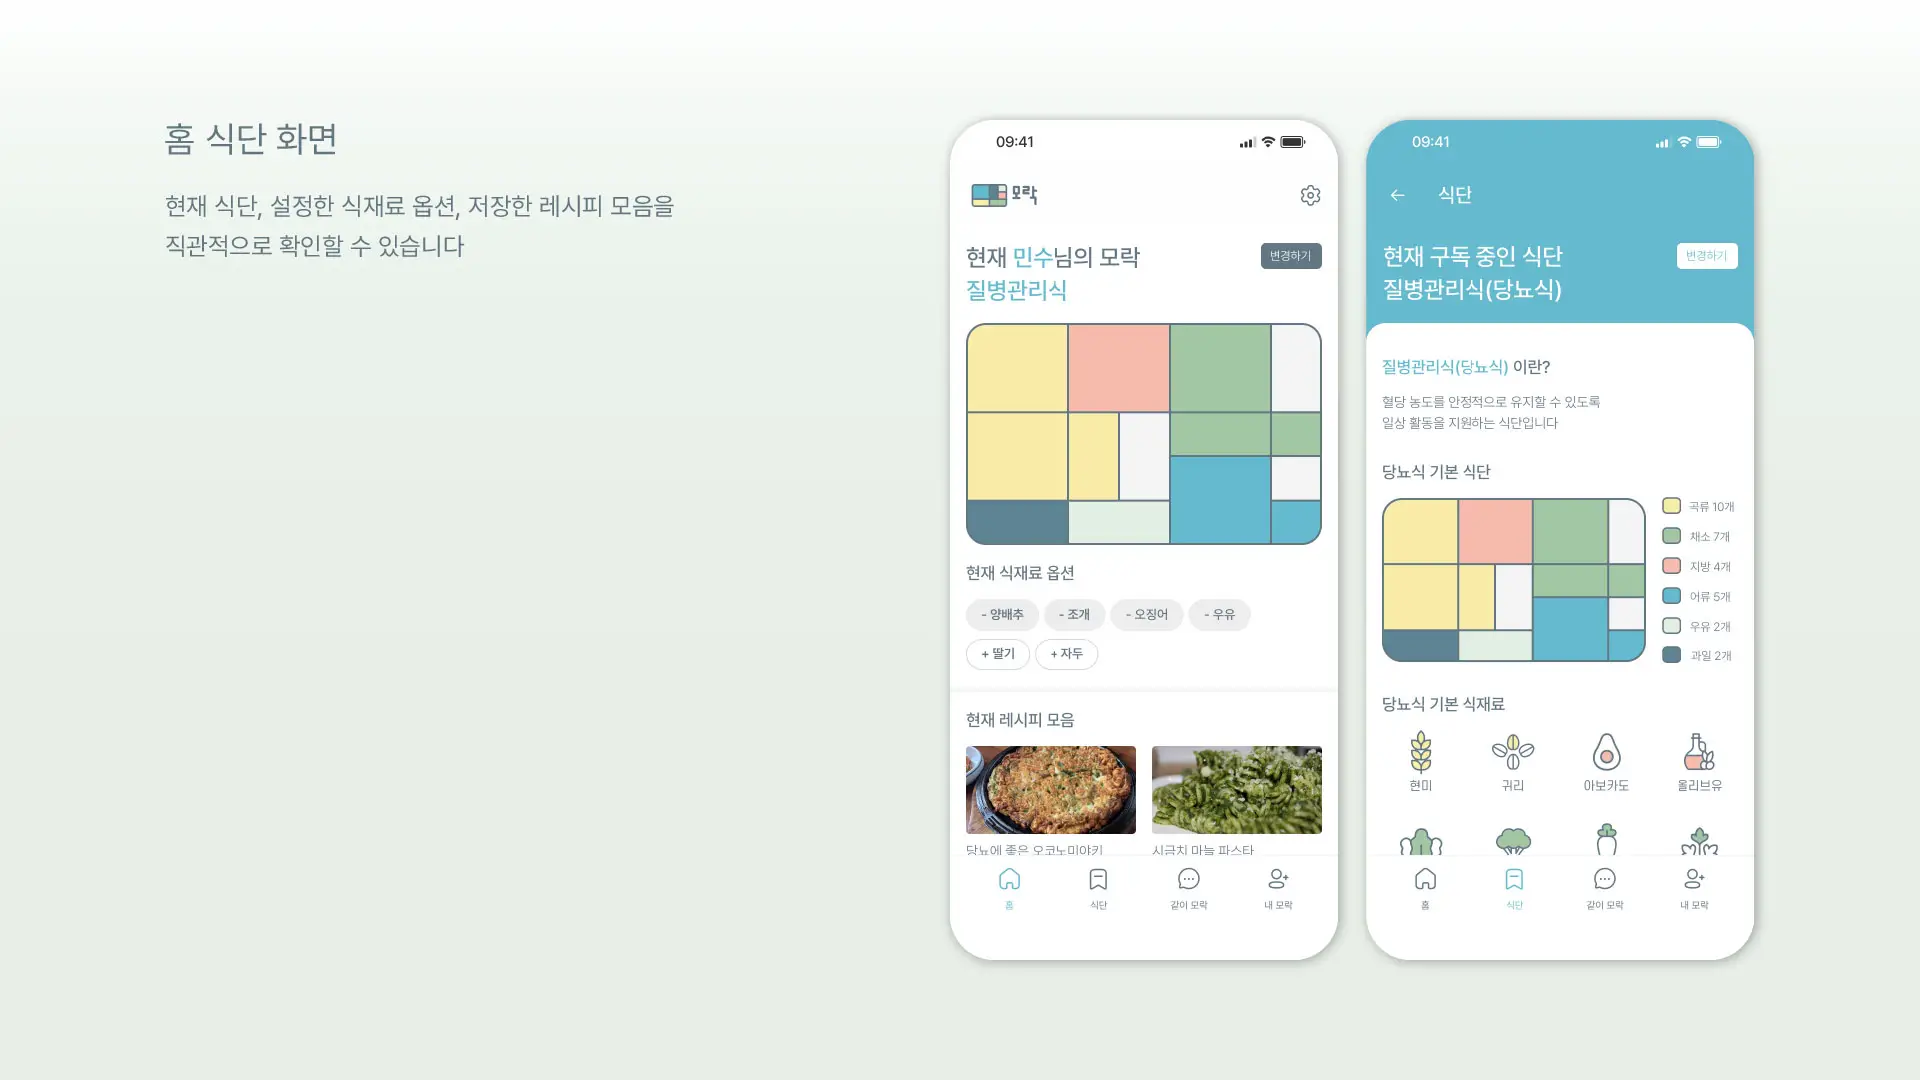 홈 식단 화면
현재 식단, 설정한 식재료 옵션, 저장한 레시피 모음을
직관적으로 확인할 수 있습니다
09:41
모락
현재 민수님의 모락
변경하기
질병관리식
현재 식재료 옵션
- 양배추
- 조개
- 오징어
- 우유
+ 딸기
+ 자두
현재 레시피 모음
당뇨에 좋은 오코노미야키
시금치 마늘 파스타
홈
식단
같이 모락
내 모락
09:41
식단
현재 구독 중인 식단
변경하기
질병관리식(당뇨식)
질병관리식(당뇨식) 이란?
혈당 농도를 안정적으로 유지할 수 있도록
일상 활동을 지원하는 식단입니다
당뇨식 기본 식단
곡류 10개
채소 7개
지방 4개
어류 5개
우유 2개
과일 2개
당뇨식 기본 식재료
현미
귀리
아보카도
올리브유
홈
식단
같이 모락
내 모락